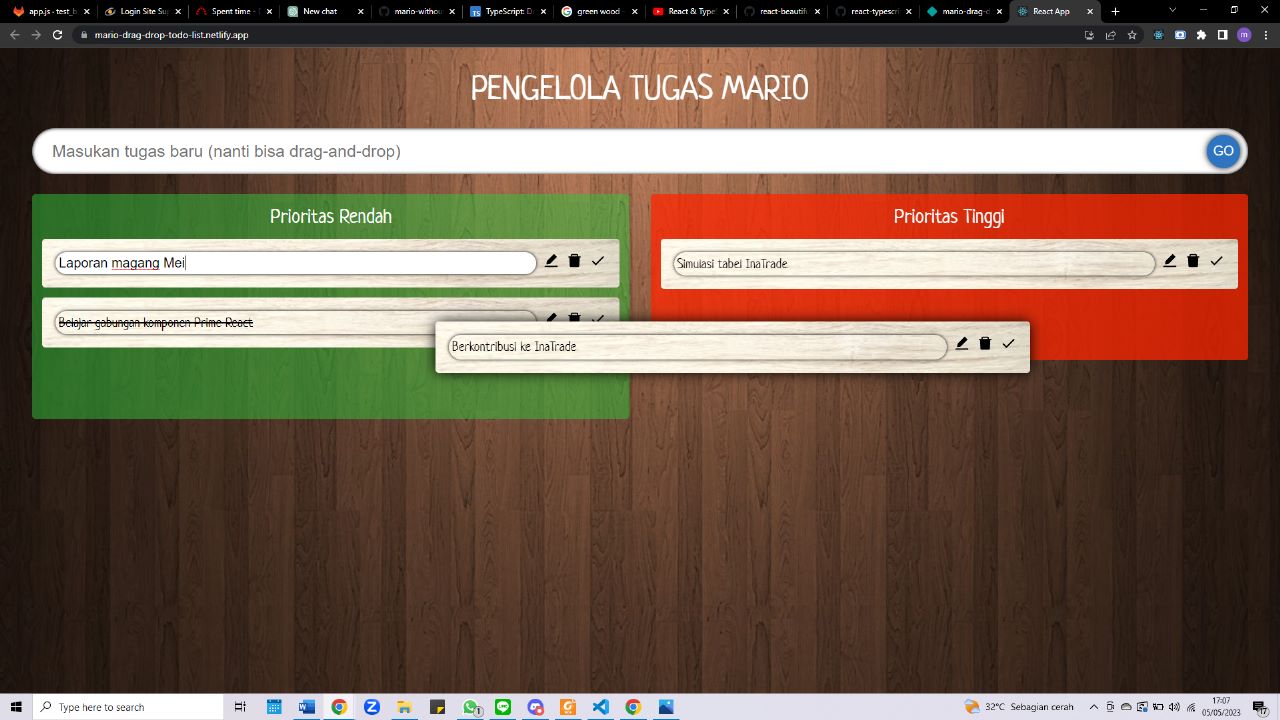 app.js - test_b
Login Site Sup
Spent time -
New chat
mario-withou
TypeScript: D
green wood
React & Type
react-beautif
react-typescri
mario-drag-d
React App
mario-drag-drop-todo-list.netlify.app
m
PENGELOLA TUGAS MARIO
Masukan tugas baru (nanti bisa drag-and-drop)
GO
Prioritas Rendah
Prioritas Tinggi
Laporan magang Mei
Simulasi tabel InaTrade
Belajar gabungan komponen Prime React
Berkontribusi ke InaTrade
Type here to search
32°C Sebagian cerah
17:07
05/05/2023